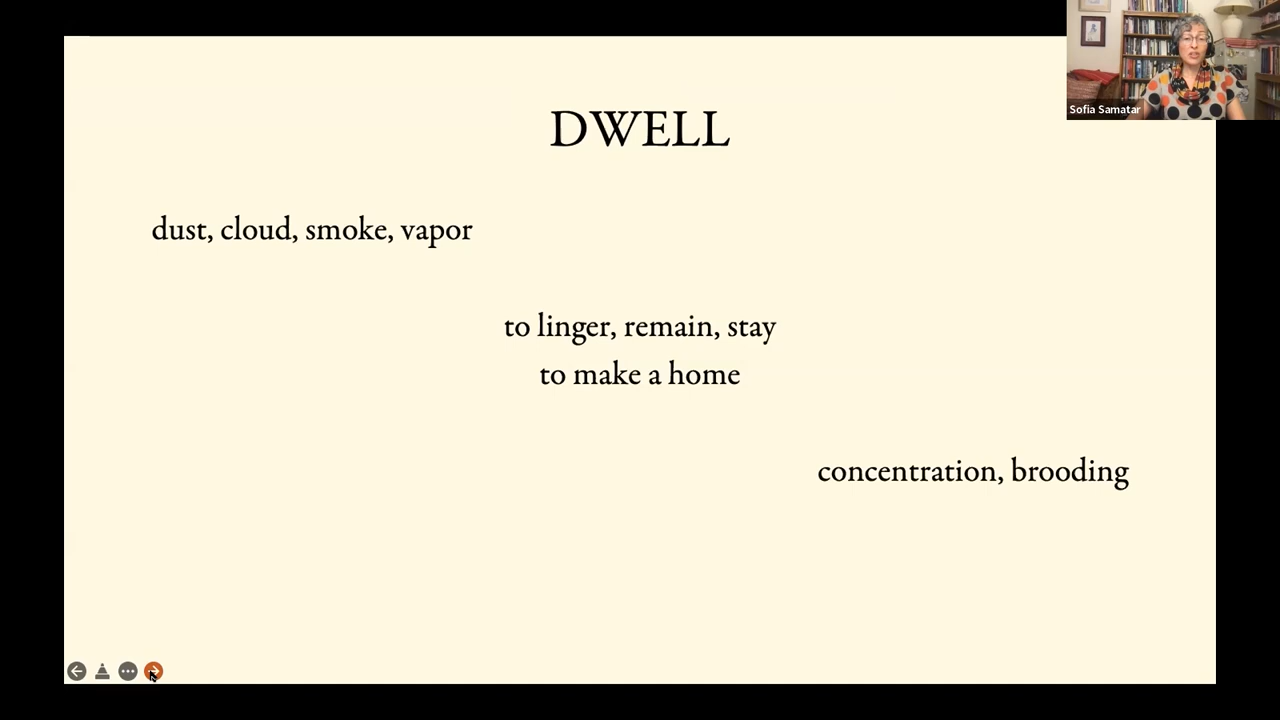 Sofia Samatar
DWELL
dust, cloud, smoke, vapor
to linger, remain, stay
to make a home
concentration, brooding